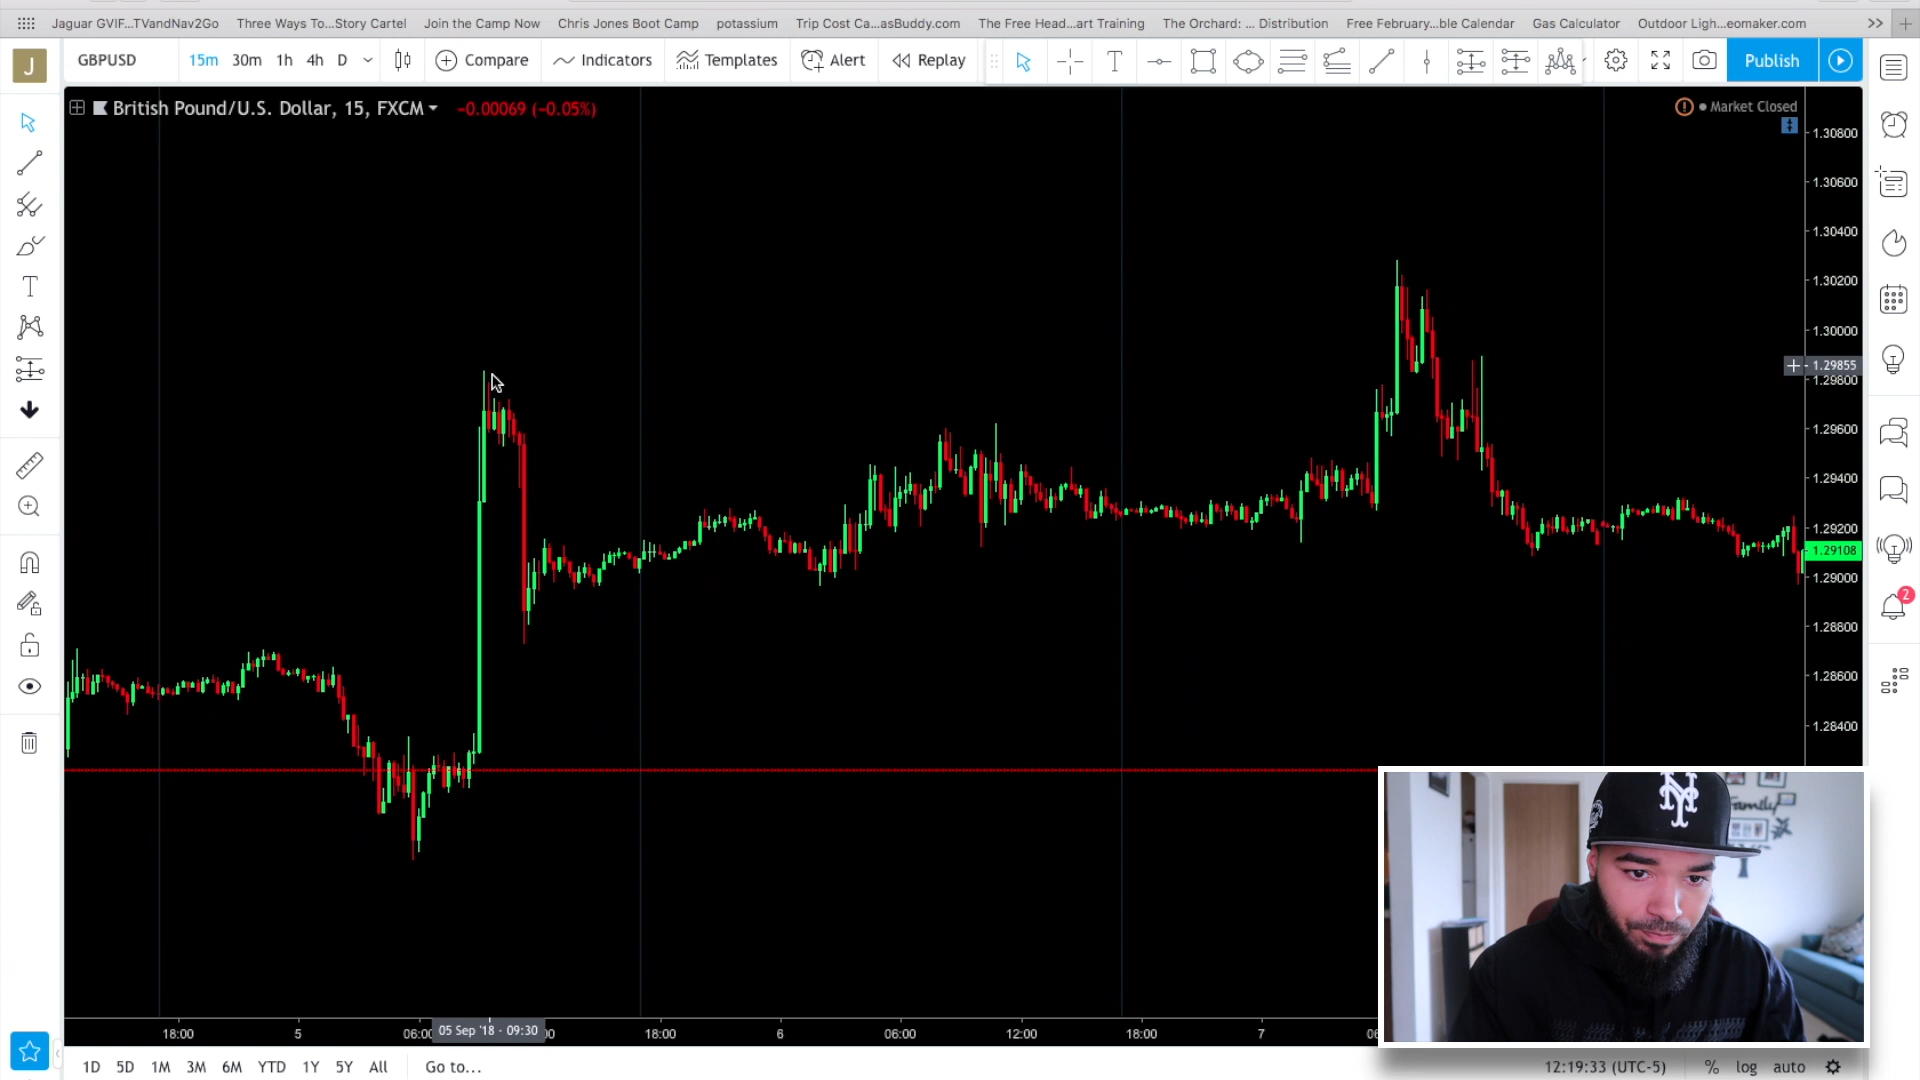 Jaguar GVIF...TVandNav2Go Three Ways To...Story Cartel Join the Camp Now Chris Jones Boot Camp potassium Trip Cost Ca...asBuddy.com The Free Head...art Training The Orchard: ... Distribution Free February...ble Calendar Gas Calculator Outdoor Ligh...eomaker.com >> +
J GBPUSD 15m 30m 1h 4h D Compare Indicators Templates Alert Replay T Publish
British Pound/U.S. Dollar, 15, FXCM -0.00069 (-0.05%) Market Closed
1.30800
1.30600
1.30400
1.30200
1.30000
1.29855
1.29800
1.29600
1.29400
1.29200
1.29108
1.29000
2
1.28800
1.28600
1.28400
T
NY
Family
18:00 5 06:0 05 Sep '18 - 09:30 18:00 6 06:00 12:00 18:00 7
1D 5D 1M 3M 6M YTD 1Y 5Y All Go to... 12:19:33 (UTC-5) % log auto